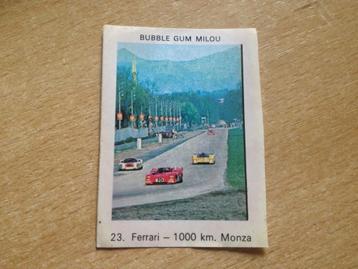 BUBBLE GUM MILOU
23. Ferrari – 1000 km. Monza